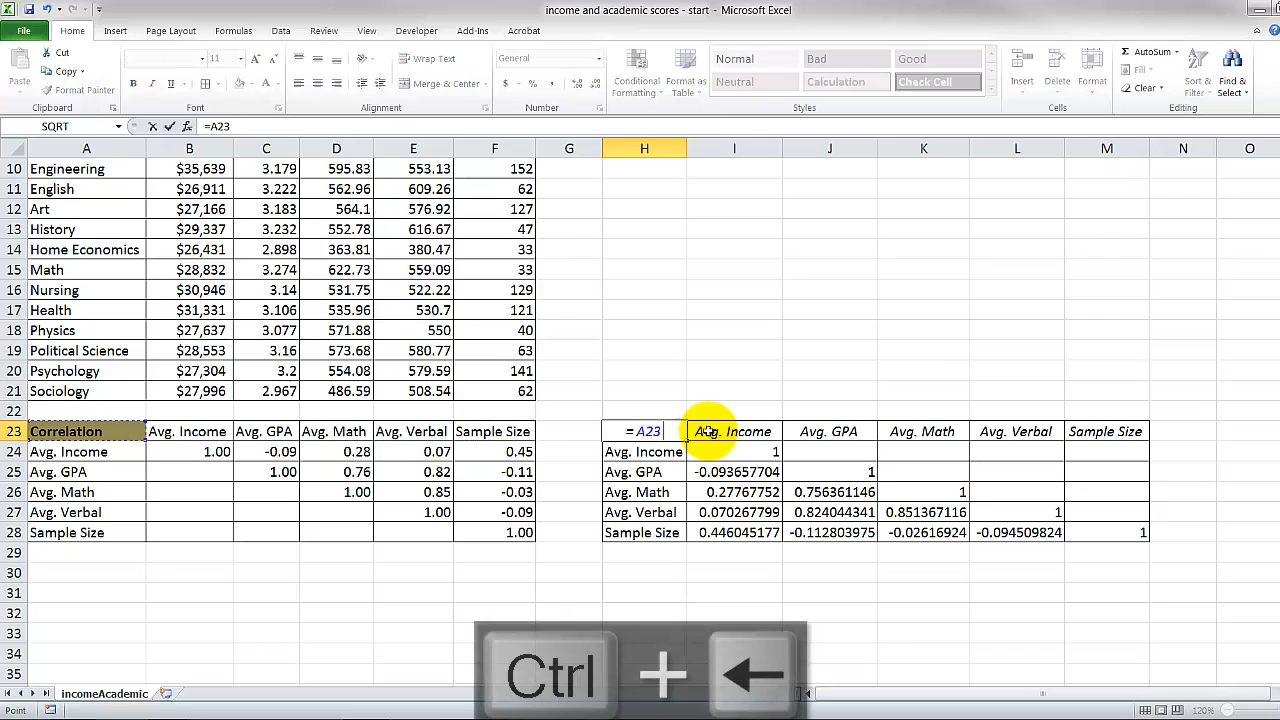 income and academic scores - start - Microsoft Excel
File Home Insert Page Layout Formulas Data Review View Developer Add-Ins Acrobat
Paste
Cut
Copy
Format Painter
Clipboard
11
A A
B I U
A
Font
Wrap Text
Merge & Center
Alignment
General
$ % ,
Number
Conditional Formatting
Format as Table
Normal Bad Good
Neutral Calculation Check Cell
Styles
Insert Delete Format
Cells
AutoSum
Fill
Clear
Sort & Filter
Find & Select
Editing
SQRT fx =A23
A B C D E F G H I J K L M N O
10 Engineering $35,639 3.179 595.83 553.13 152
11 English $26,911 3.222 562.96 609.26 62
12 Art $27,166 3.183 564.1 576.92 127
13 History $29,337 3.232 552.78 616.67 47
14 Home Economics $26,431 2.898 363.81 380.47 33
15 Math $28,832 3.274 622.73 559.09 33
16 Nursing $30,946 3.14 531.75 522.22 129
17 Health $31,331 3.106 535.96 530.7 121
18 Physics $27,637 3.077 571.88 550 40
19 Political Science $28,553 3.16 573.68 580.77 63
20 Psychology $27,304 3.2 554.08 579.59 141
21 Sociology $27,996 2.967 486.59 508.54 62
22
23 Correlation Avg. Income Avg. GPA Avg. Math Avg. Verbal Sample Size =A23 Avg. Income Avg. GPA Avg. Math Avg. Verbal Sample Size
24 Avg. Income 1.00 -0.09 0.28 0.07 0.45 Avg. Income 1
25 Avg. GPA 1.00 0.76 0.82 -0.11 Avg. GPA -0.093657704 1
26 Avg. Math 1.00 0.85 -0.03 Avg. Math 0.27767752 0.756361146 1
27 Avg. Verbal 1.00 -0.09 Avg. Verbal 0.070267799 0.824044341 0.851367116 1
28 Sample Size 1.00 Sample Size 0.446045177 -0.112803975 -0.02616924 -0.094509824 1
29
30
31
32
33
34
35
Ctrl + ←
incomeAcademic
Point 120%